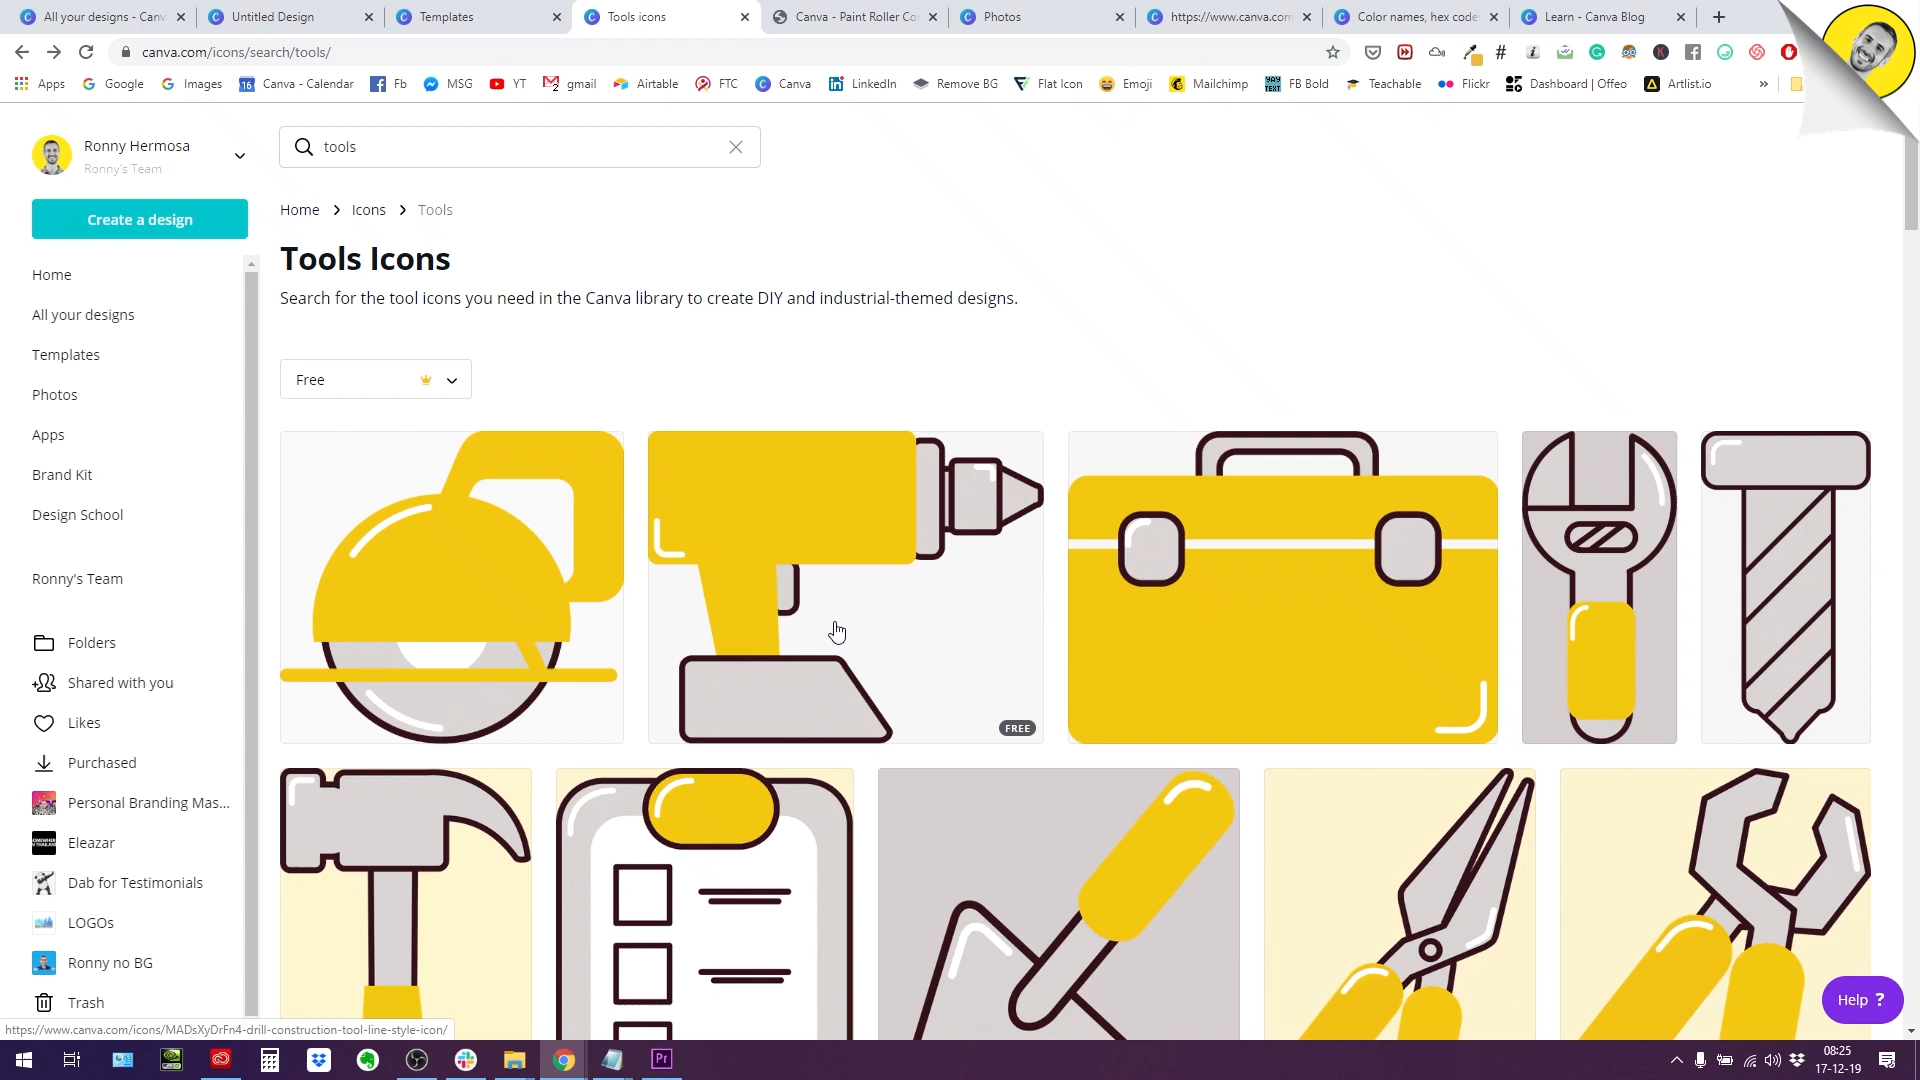 All your designs - Canv
Untitled Design
Templates
Tools icons
Canva - Paint Roller Co
Photos
https://www.canva.com
Color names, hex code
Learn - Canva Blog
canva.com/icons/search/tools/
Apps
Google
Images
16
Canva - Calendar
Fb
MSG
YT
gmail
Airtable
FTC
Canva
LinkedIn
Remove BG
Flat Icon
Emoji
Mailchimp
FB Bold
Teachable
Flickr
Dashboard | Offeo
Artlist.io
Ronny Hermosa
Ronny's Team
tools
Create a design
Home
All your designs
Templates
Photos
Apps
Brand Kit
Design School
Ronny's Team
Folders
Shared with you
Likes
Purchased
Personal Branding Mas...
Eleazar
Dab for Testimonials
LOGOs
Ronny no BG
Trash
Home > Icons > Tools
Tools Icons
Search for the tool icons you need in the Canva library to create DIY and industrial-themed designs.
Free
FREE
Help ?
https://www.canva.com/icons/MADsXyDrFn4-drill-construction-tool-line-style-icon/
Pr
08:25
17-12-19